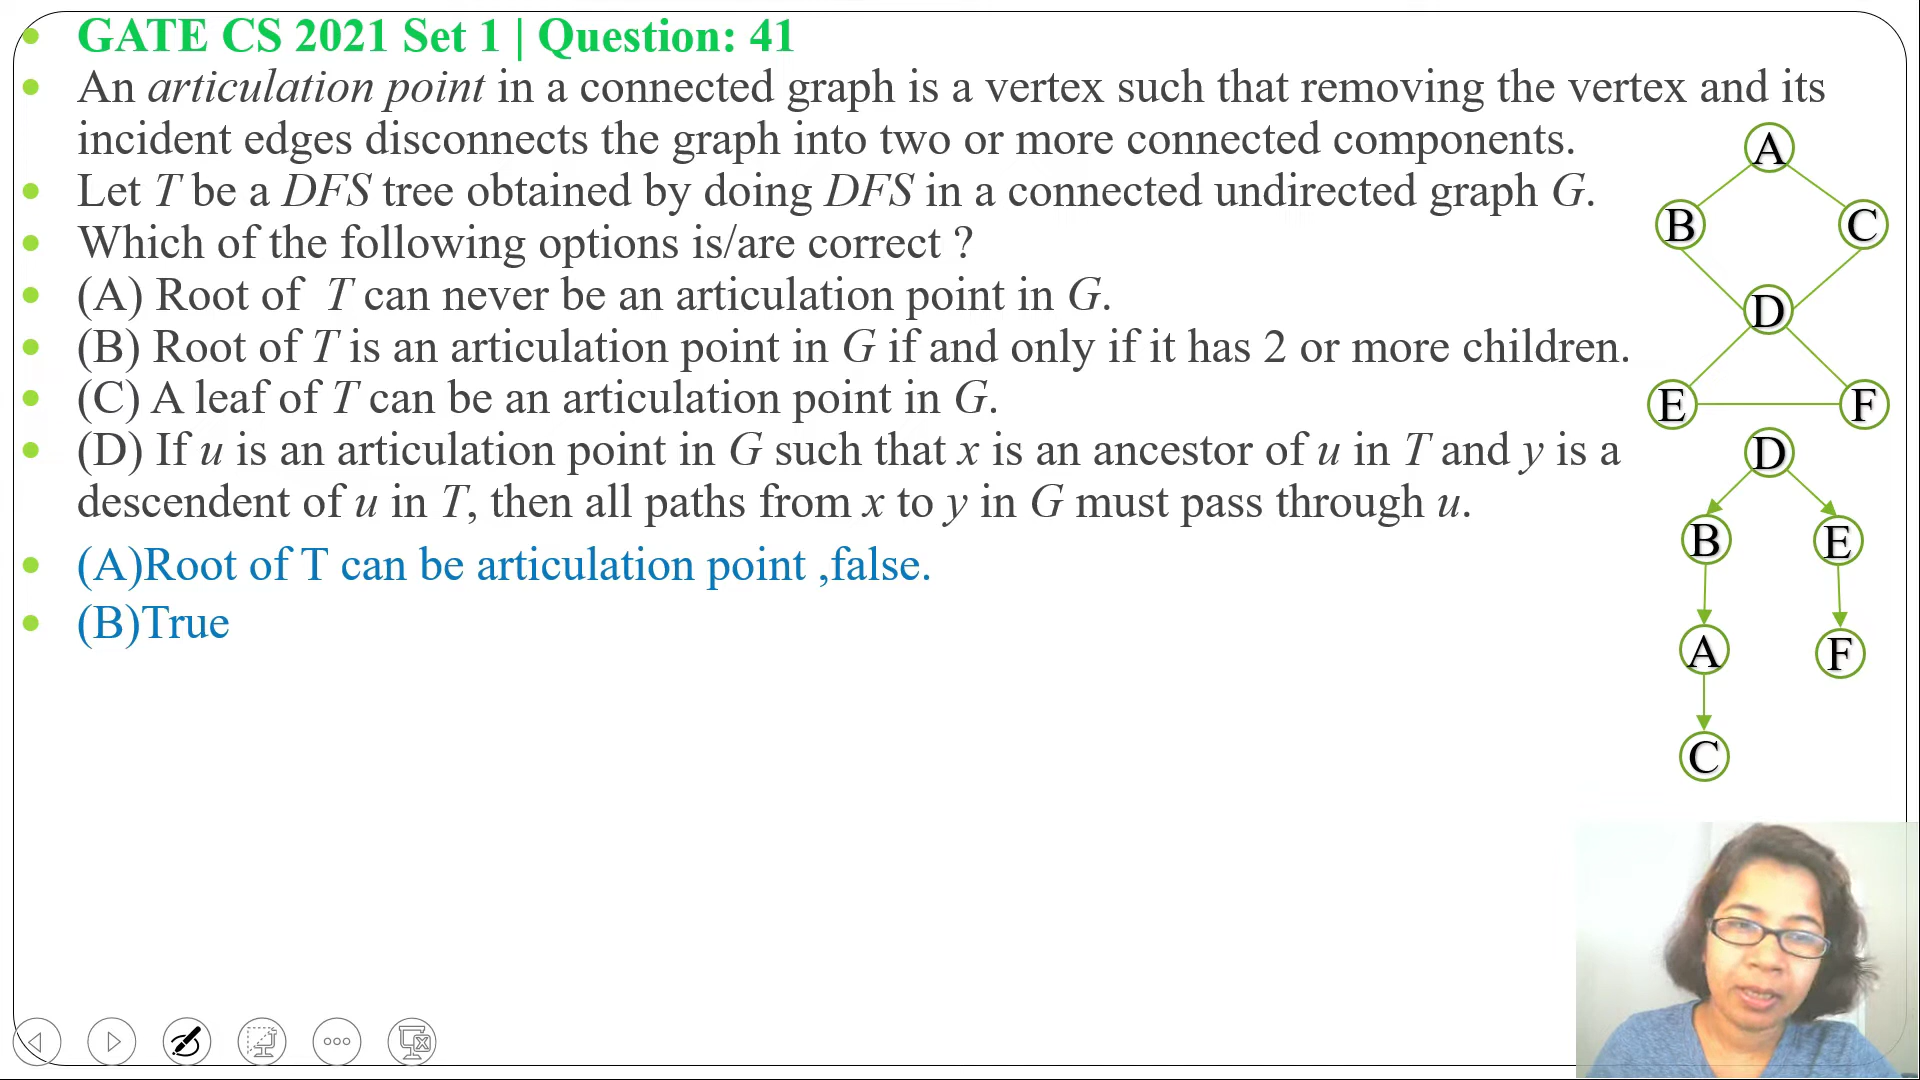 GATE CS 2021 Set 1 | Question: 41
An articulation point in a connected graph is a vertex such that removing the vertex and its
incident edges disconnects the graph into two or more connected components.
Let T be a DFS tree obtained by doing DFS in a connected undirected graph G.
Which of the following options is/are correct ?
(A) Root of T can never be an articulation point in G.
(B) Root of T is an articulation point in G if and only if it has 2 or more children.
(C) A leaf of T can be an articulation point in G.
(D) If u is an articulation point in G such that x is an ancestor of u in T and y is a
descendent of u in T, then all paths from x to y in G must pass through u.
(A)Root of T can be articulation point ,false.
(B)True
A
B C
D
E F
D
B E
A F
C